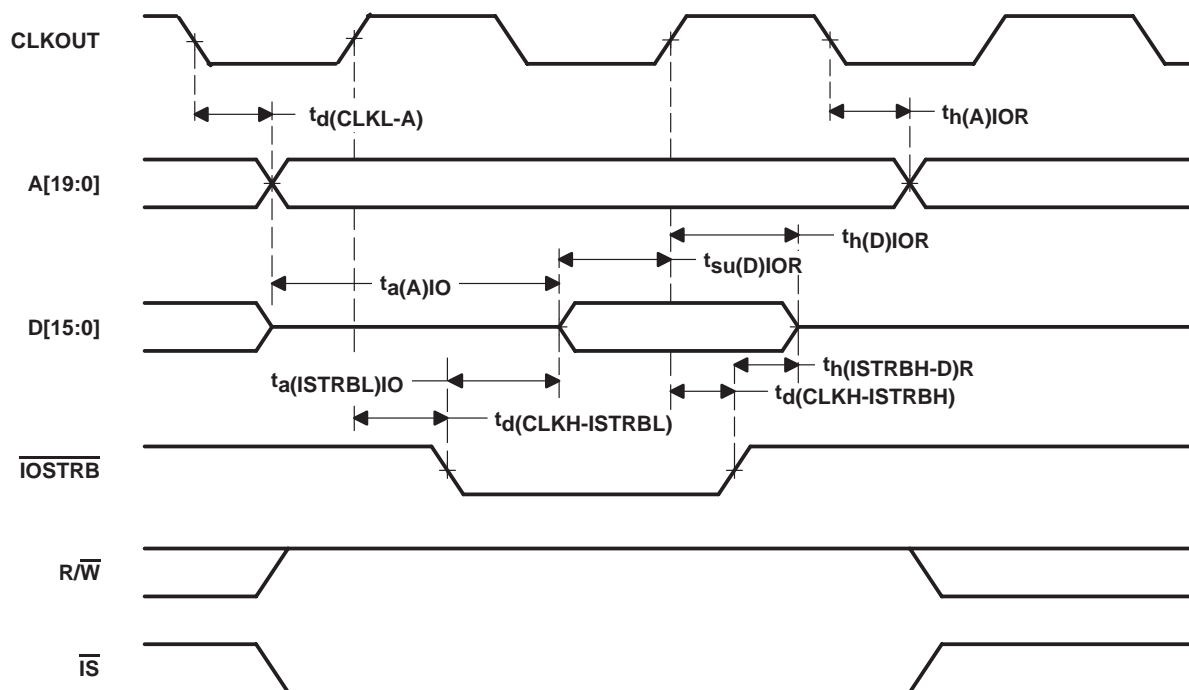 CLKOUT
td(CLKL-A)
th(A)IOR
A[19:0]
th(D)IOR
tsu(D)IOR
ta(A)IO
D[15:0]
th(ISTRBH-D)R
ta(ISTRBL)IO
td(CLKH-ISTRBH)
td(CLKH-ISTRBL)
IOSTRB
R/W
IS